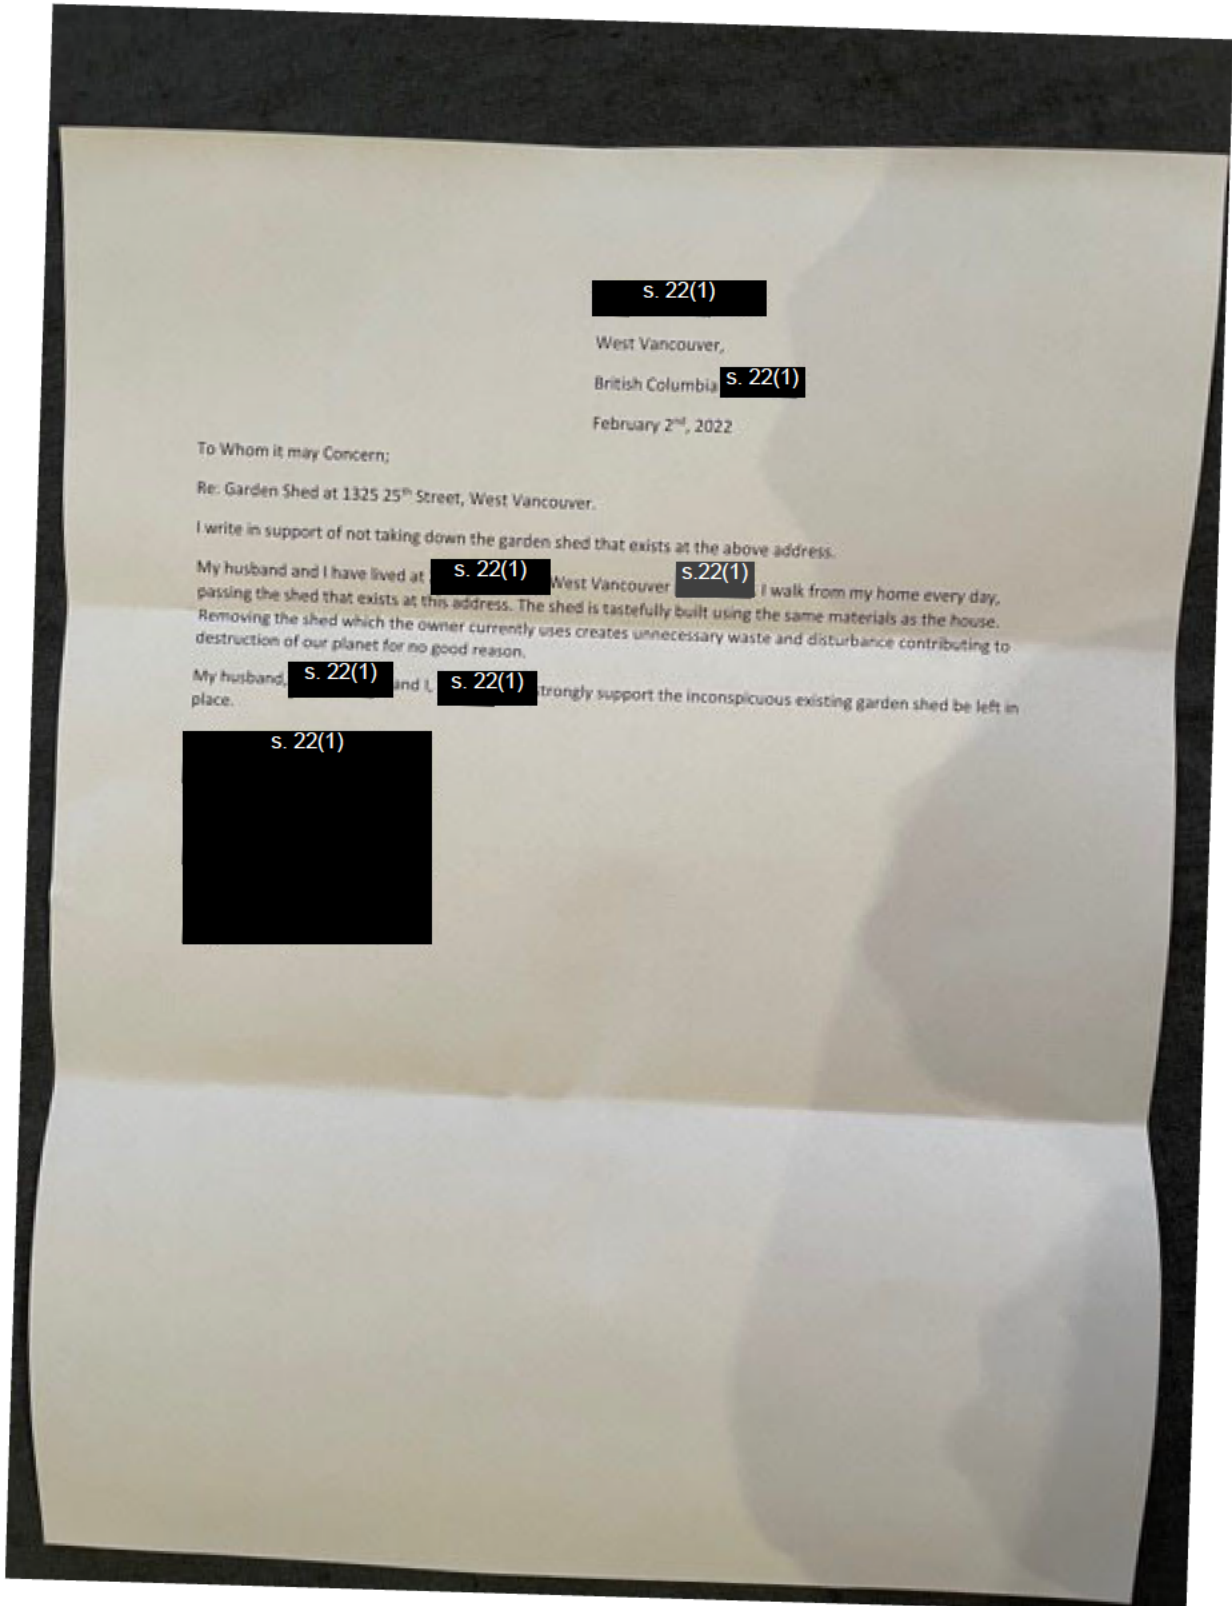 s. 22(1)
West Vancouver,
British Columbia s. 22(1)
February 2nd, 2022
To Whom it may Concern;
Re: Garden Shed at 1325 25th Street, West Vancouver.
I write in support of not taking down the garden shed that exists at the above address.
My husband and I have lived at s. 22(1) West Vancouver s.22(1) I walk from my home every day,
passing the shed that exists at this address. The shed is tastefully built using the same materials as the house.
Removing the shed which the owner currently uses creates unnecessary waste and disturbance contributing to
destruction of our planet for no good reason.
My husband, s. 22(1) and I, s. 22(1) trongly support the inconspicuous existing garden shed be left in
place.
s. 22(1)